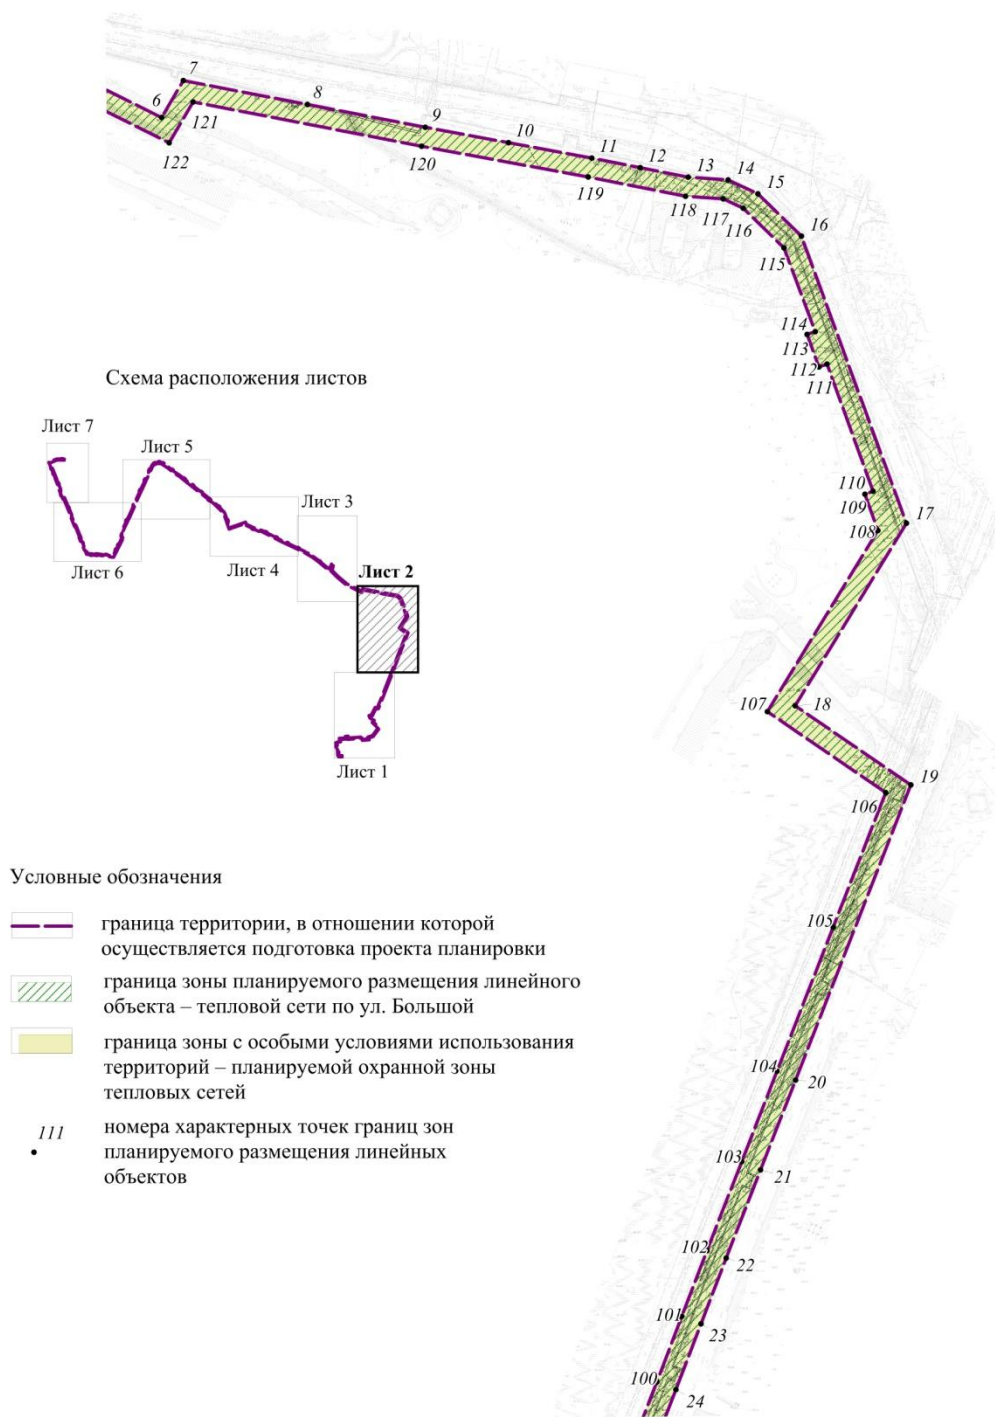 7
6
121
122
8
9
120
10
11
119
12
13
118
14
117
15
116
16
115
114
113
112
111
110
109
108
17
107
18
19
106
105
104
20
103
21
102
22
101
23
100
24
Схема расположения листов
Лист 7
Лист 5
Лист 3
Лист 6
Лист 4
Лист 2
Лист 1
Условные обозначения
граница территории, в отношении которой
осуществляется подготовка проекта планировки
граница зоны планируемого размещения линейного
объекта – тепловой сети по ул. Большой
граница зоны с особыми условиями использования
территорий – планируемой охранной зоны
тепловых сетей
111
номера характерных точек границ зон
планируемого размещения линейных
объектов